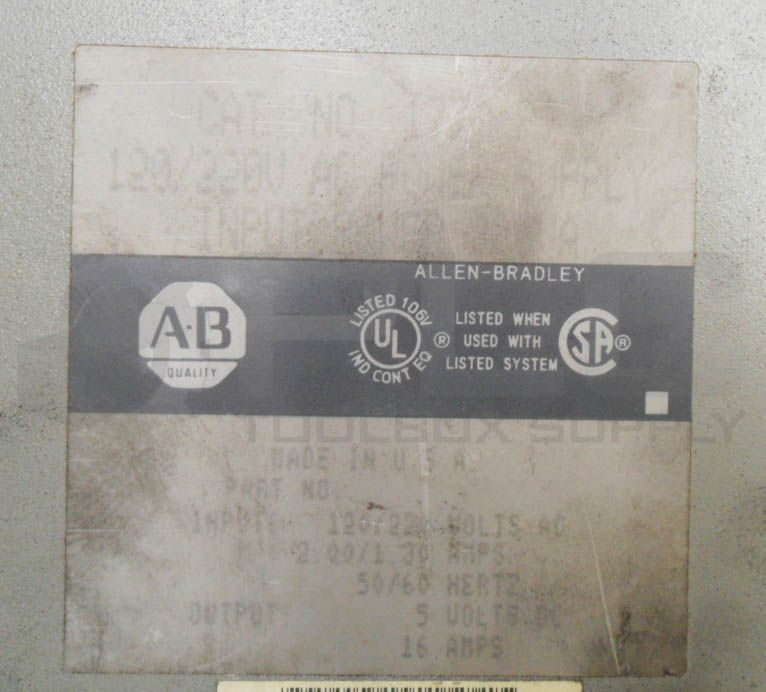 CAT. NO.
120/220V AC POWER SUPPLY
ALLEN-BRADLEY
A·B
QUALITY
LISTED 106V
UL ®
IND CONT EQ
LISTED WHEN
USED WITH
LISTED SYSTEM
SA ®
TOOLBOX SUPPLY
MADE IN U.S.A.
PART NO.
120/220 VOLTS AC
2.00/1.30 AMPS
50/60 HERTZ
OUTPUT 5 VOLTS DC
16 AMPS